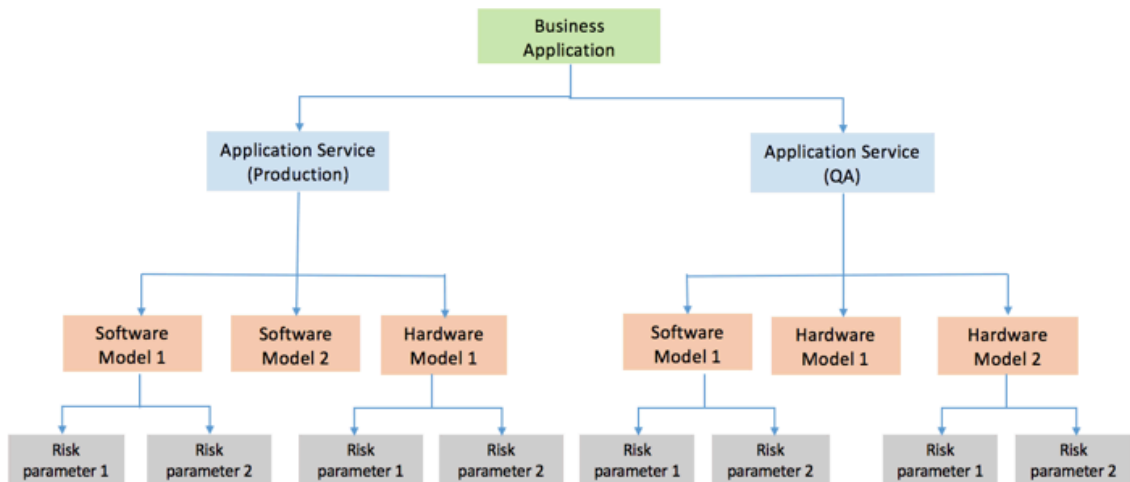 Business
Application
Application Service
(Production)
Application Service
(QA)
Software
Model 1
Software
Model 2
Hardware
Model 1
Software
Model 1
Hardware
Model 1
Hardware
Model 2
Risk
parameter 1
Risk
parameter 2
Risk
parameter 1
Risk
parameter 2
Risk
parameter 1
Risk
parameter 2
Risk
parameter 1
Risk
parameter 2